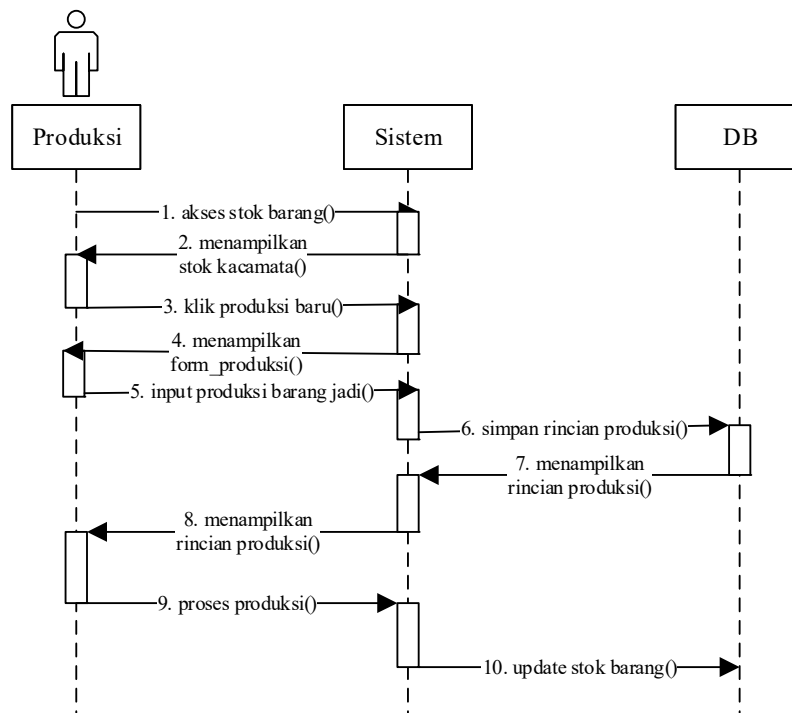 Produksi
Sistem
DB
1. akses stok barang()
2. menampilkan
stok kacamata()
3. klik produksi baru()
4. menampilkan
form_produksi()
5. input produksi barang jadi()
6. simpan rincian produksi()
7. menampilkan
rincian produksi()
8. menampilkan
rincian produksi()
9. proses produksi()
10. update stok barang()